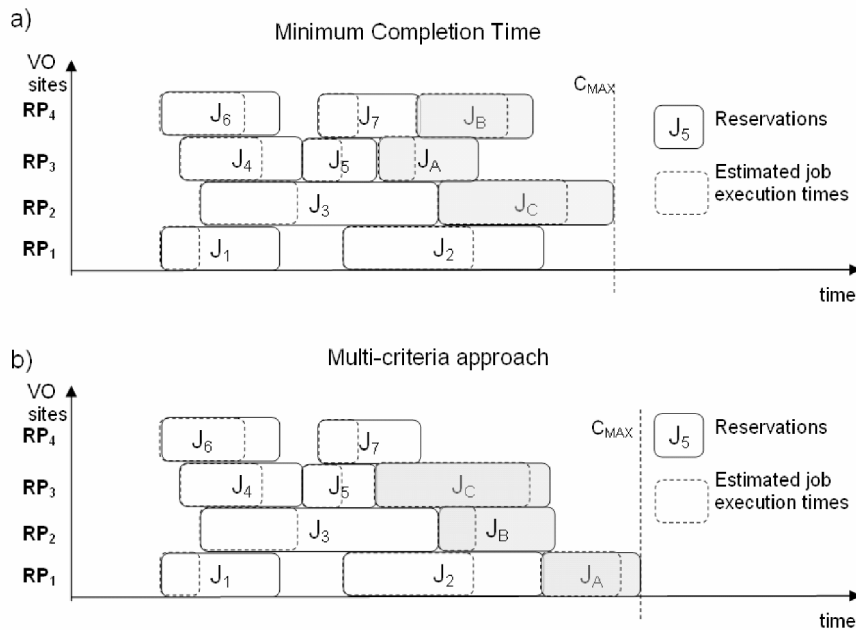 a)
Minimum Completion Time
VO
sites
RP4
J6
J7
JB
CMAX
J5 Reservations
RP3
J4
J5
JA
Estimated job
execution times
RP2
J3
JC
RP1
J1
J2
time
b)
Multi-criteria approach
VO
sites
RP4
J6
J7
CMAX
J5 Reservations
RP3
J4
J5
JC
Estimated job
execution times
RP2
J3
JB
RP1
J1
J2
JA
time